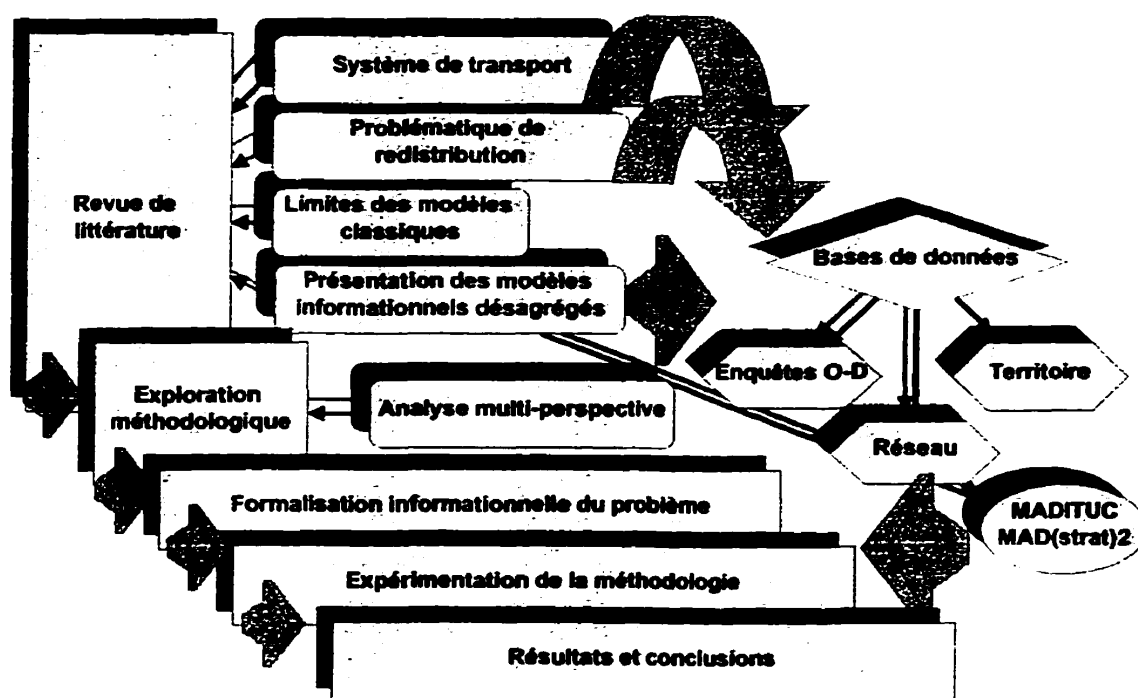 Système de transport
Problématique de
redistribution
Revue de
littérature
Limites des modèles
classiques
Présentation des modèles
informationnels désagrégés
Bases de données
Enquêtes O-D
Territoire
Réseau
MADITUC
MAD(strat)2
Exploration
méthodologique
Analyse multi-perspective
Formalisation informationnelle du problème
Expérimentation de la méthodologie
Résultats et conclusions